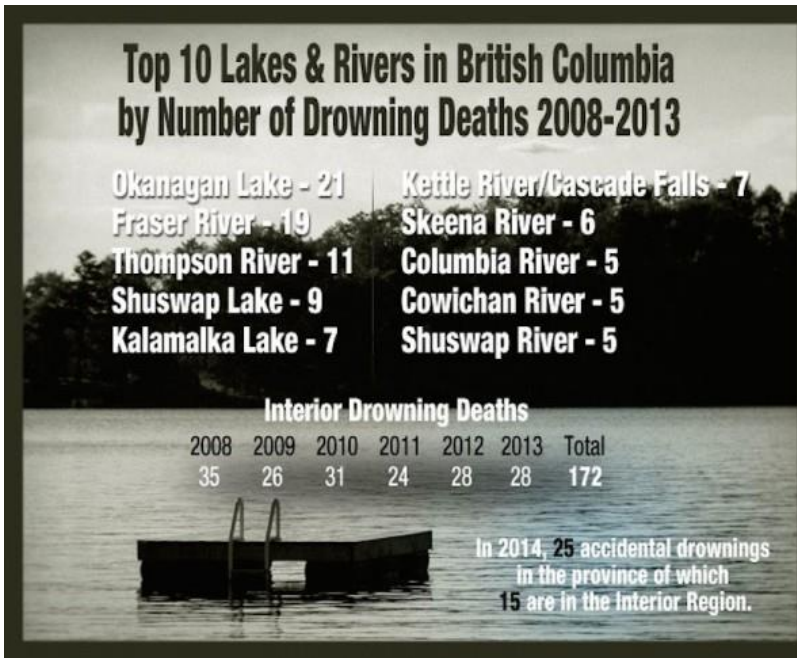 Top 10 Lakes & Rivers in British Columbia
by Number of Drowning Deaths 2008-2013
Okanagan Lake - 21
Fraser River - 19
Thompson River - 11
Shuswap Lake - 9
Kalamalka Lake - 7
Kettle River/Cascade Falls - 7
Skeena River - 6
Columbia River - 5
Cowichan River - 5
Shuswap River - 5
Interior Drowning Deaths
2008 2009 2010 2011 2012 2013 Total
35 26 31 24 28 28 172
In 2014, 25 accidental drownings
in the province of which
15 are in the Interior Region.